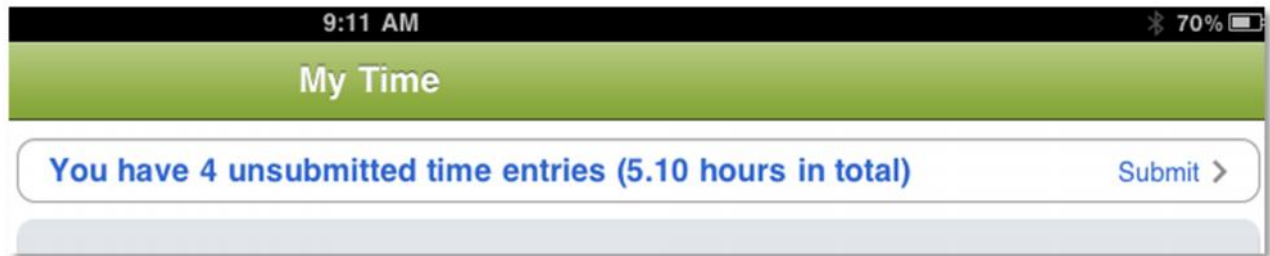 9:11 AM 70%
My Time
You have 4 unsubmitted time entries (5.10 hours in total) Submit >